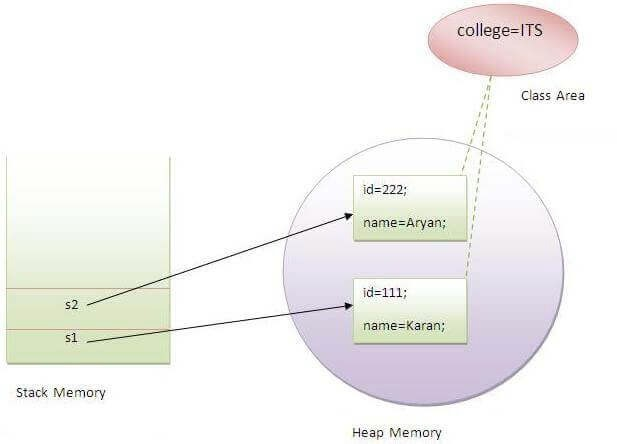 college=ITS
Class Area
id=222;
name=Aryan;
id=111;
name=Karan;
s2
s1
Stack Memory
Heap Memory